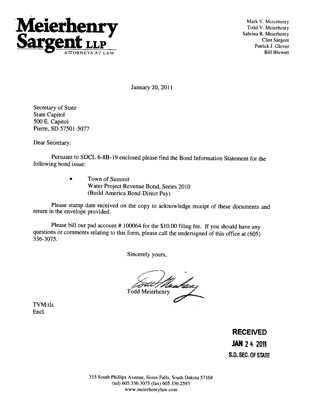 Meierhenry
Sargent LLP
ATTORNEYS AT LAW
Mark V. Meierhenry
Todd V. Meierhenry
Sabrina R. Meierhenry
Clint Sargent
Patrick J. Glover
Bill Blewett
January 20, 2011
Secretary of State
State Capitol
500 E. Capitol
Pierre, SD 57501-5077
Dear Secretary:
Pursuant to SDCL 6-8B-19 enclosed please find the Bond Information Statement for the
following bond issue:
• Town of Summit
Water Project Revenue Bond, Series 2010
(Build America Bond-Direct Pay)
Please stamp date received on the copy to acknowledge receipt of these documents and
return in the envelope provided.
Please bill our pad account # 100064 for the $10.00 filing fee. If you should have any
questions or comments relating to this form, please call the undersigned of this office at (605)
336-3075.
Sincerely yours,
Todd Meierhenry
Todd Meierhenry
TVM:tls
Encl.
RECEIVED
JAN 24 2011
S.D. SEC. OF STATE
315 South Phillips Avenue, Sioux Falls, South Dakota 57104
(tel) 605.336.3075 (fax) 605.336.2593
www.meierhenrylaw.com